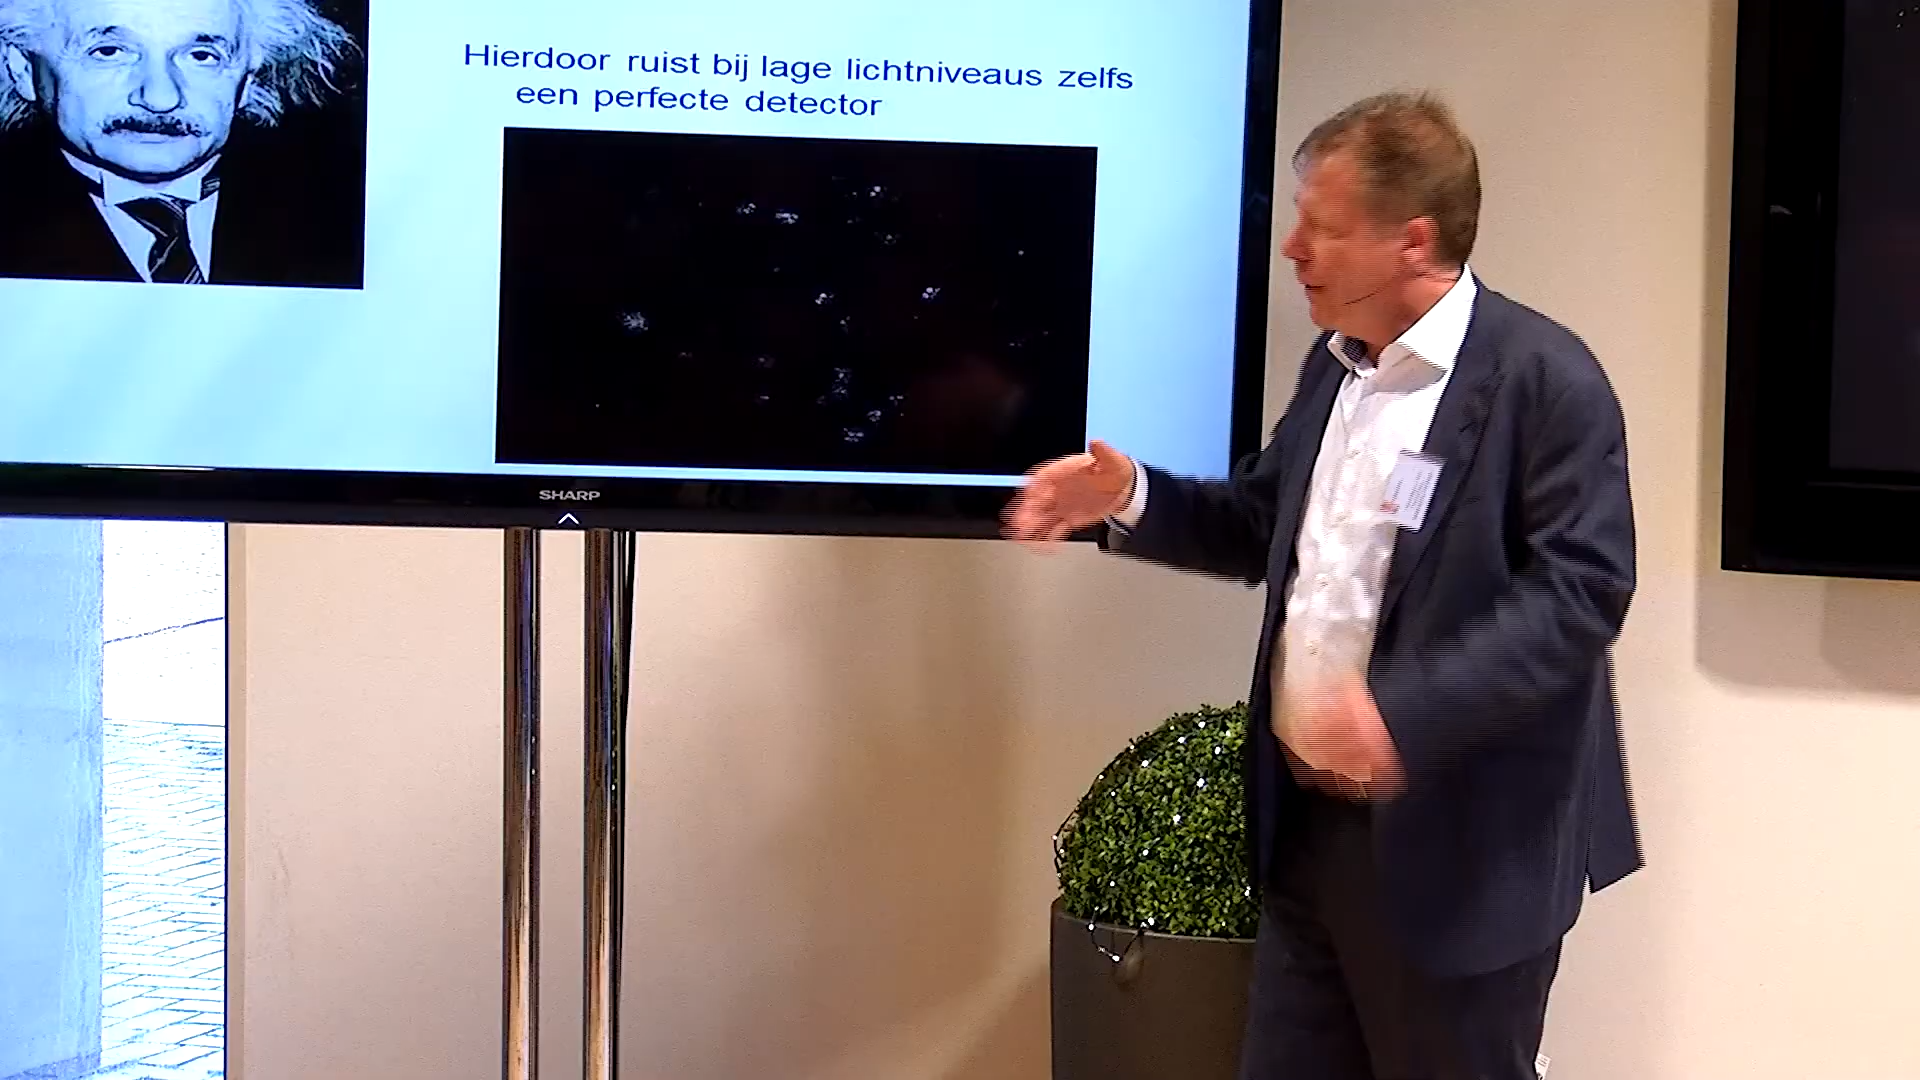 Hierdoor ruist bij lage lichtniveaus zelfs
een perfecte detector
SHARP